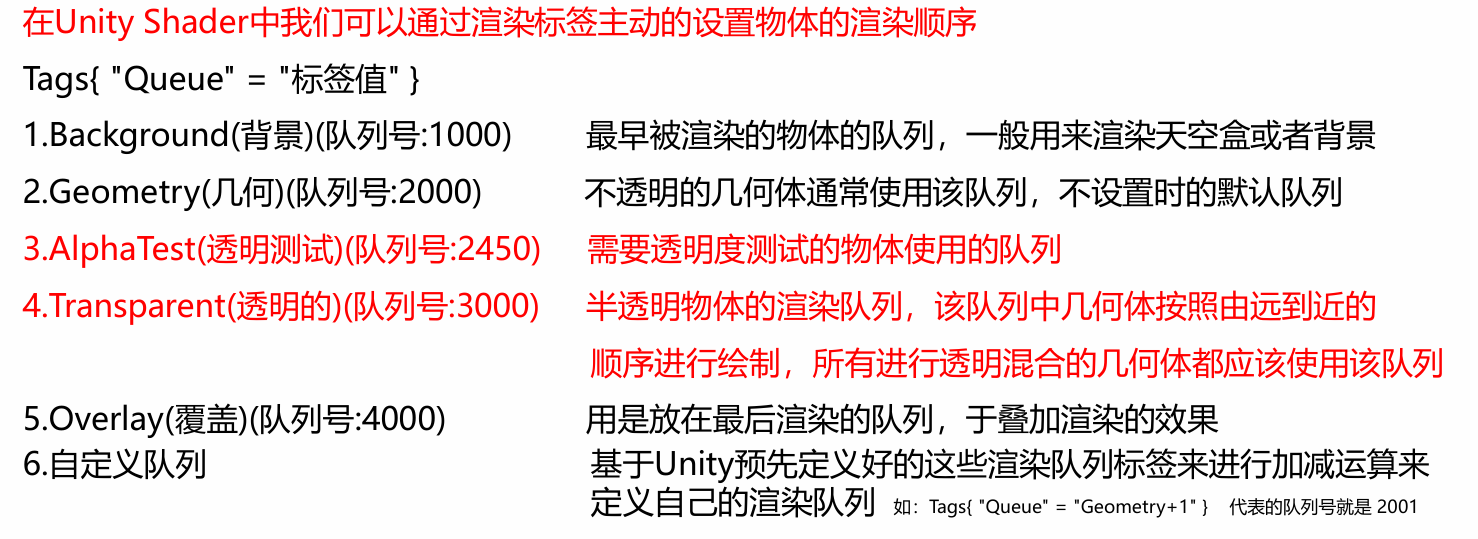 在Unity Shader中我们可以通过渲染标签主动的设置物体的渲染顺序
Tags{ "Queue" = "标签值" }
1.Background(背景)(队列号:1000) 最早被渲染的物体的队列，一般用来渲染天空盒或者背景
2.Geometry(几何)(队列号:2000) 不透明的几何体通常使用该队列，不设置时的默认队列
3.AlphaTest(透明测试)(队列号:2450) 需要透明度测试的物体使用的队列
4.Transparent(透明的)(队列号:3000) 半透明物体的渲染队列，该队列中几何体按照由远到近的
顺序进行绘制，所有进行透明混合的几何体都应该使用该队列
5.Overlay(覆盖)(队列号:4000) 用是放在最后渲染的队列，于叠加渲染的效果
6.自定义队列 基于Unity预先定义好的这些渲染队列标签来进行加减运算来
定义自己的渲染队列 如：Tags{ "Queue" = "Geometry+1" } 代表的队列号就是 2001